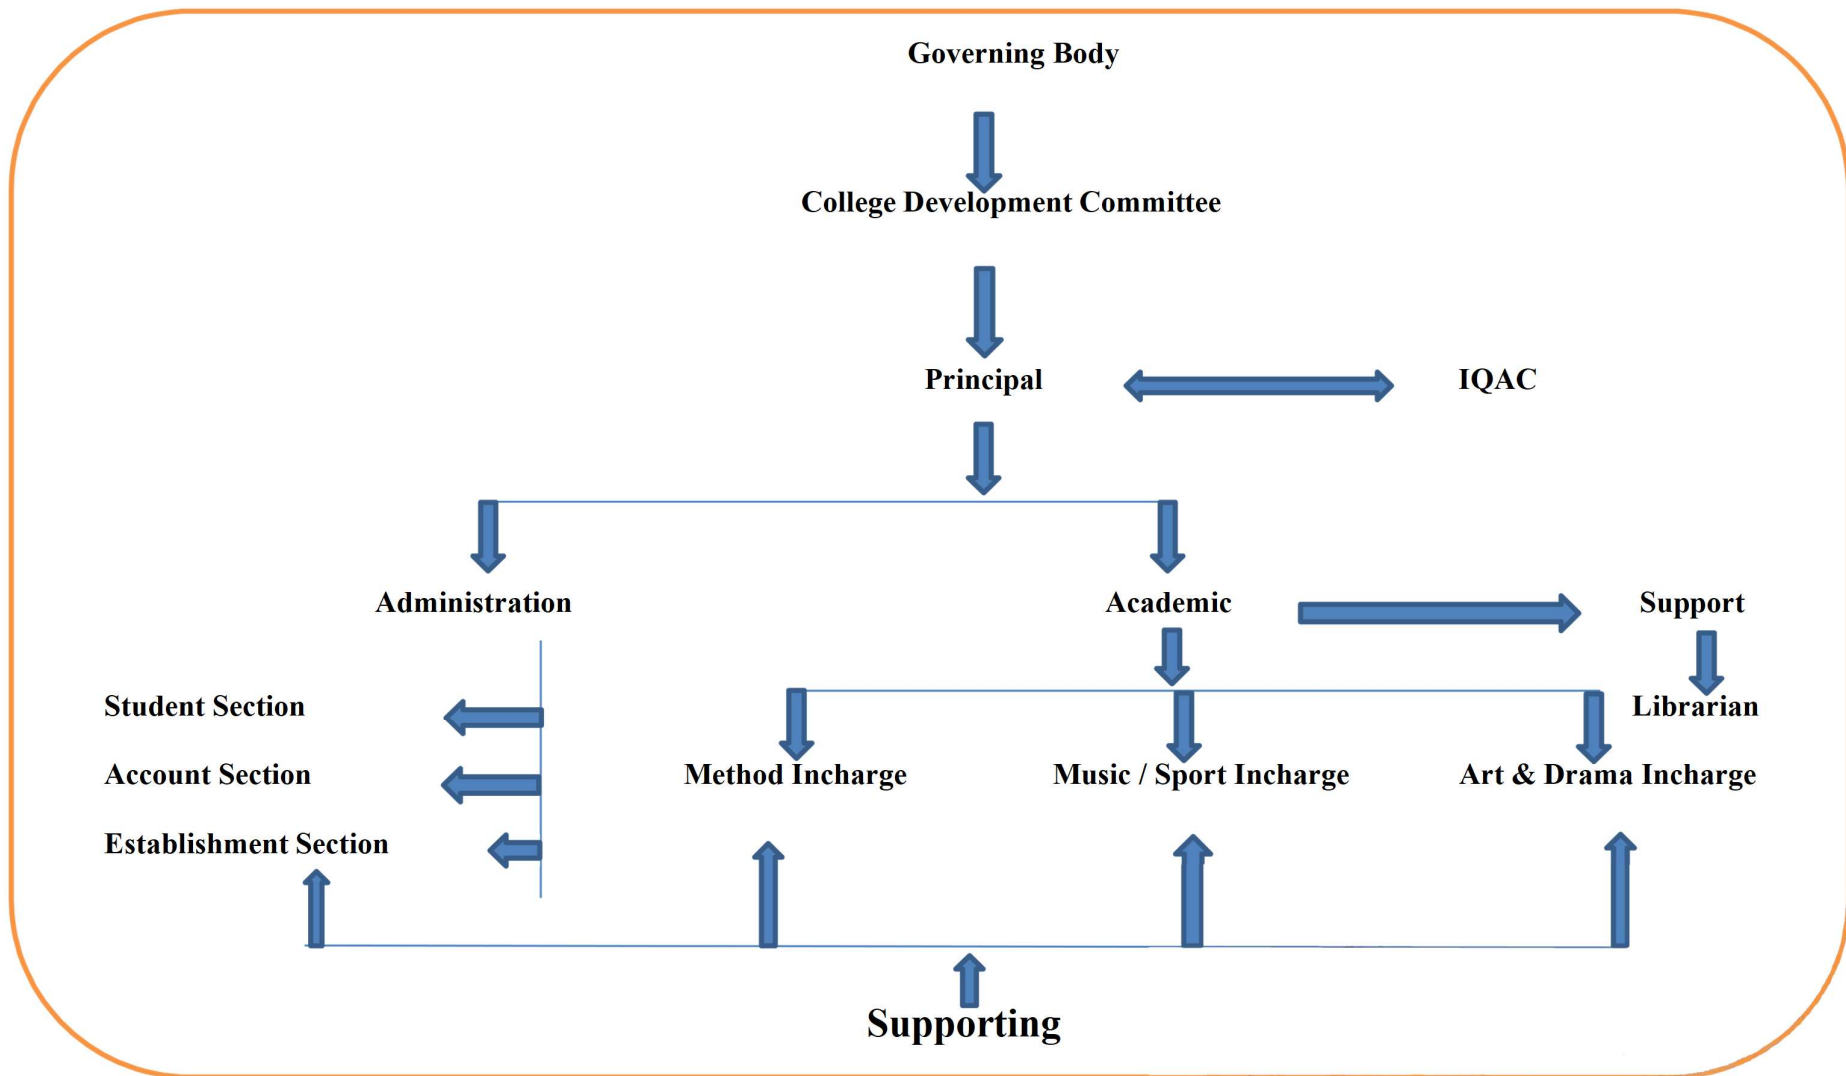 Governing Body
College Development Committee
Principal
IQAC
Administration
Academic
Support
Student Section
Librarian
Account Section
Method Incharge
Music / Sport Incharge
Art & Drama Incharge
Establishment Section
Supporting